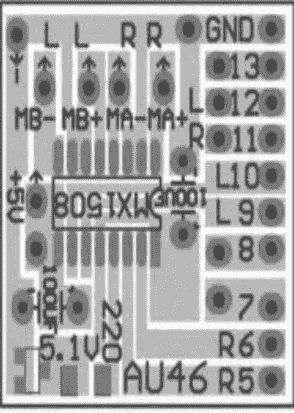 L L R R GND
13
L 12
MB- MB+ MA- MA+
R 11
L10
+5V
MX1508
100UF
L 9
8
100UF
7
220
5.1V
R6
AU46
R5